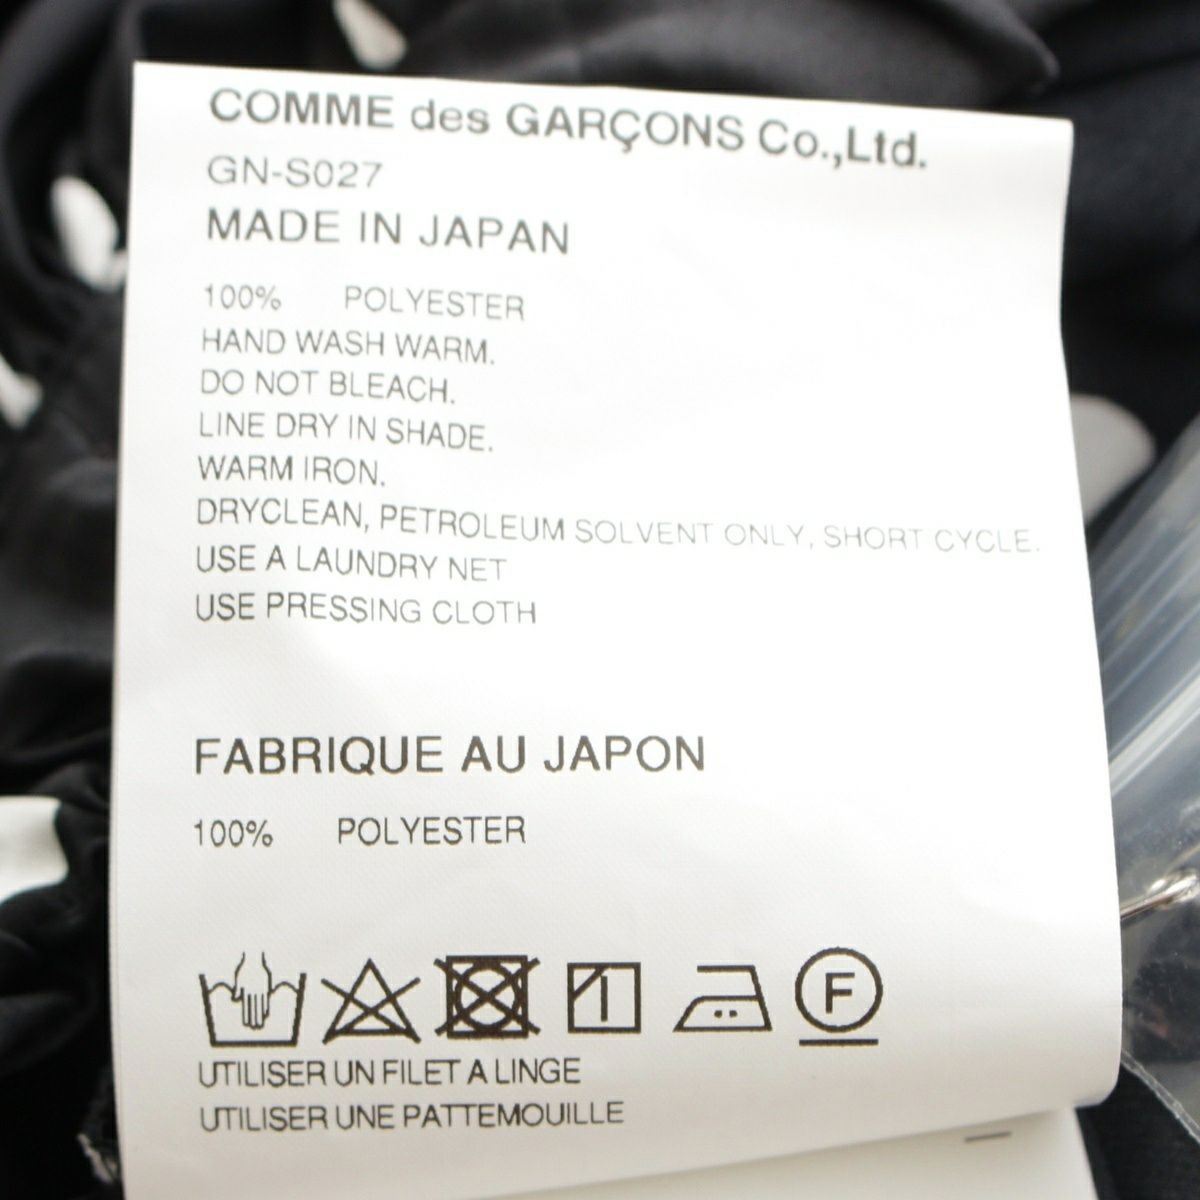 COMME des GARÇONS Co.,Ltd.
GN-S027
MADE IN JAPAN
100% POLYESTER
HAND WASH WARM.
DO NOT BLEACH.
LINE DRY IN SHADE.
WARM IRON.
DRYCLEAN, PETROLEUM SOLVENT ONLY, SHORT CYCLE.
USE A LAUNDRY NET
USE PRESSING CLOTH
FABRIQUE AU JAPON
100% POLYESTER
F
UTILISER UN FILET A LINGE
UTILISER UNE PATTEMOUILLE